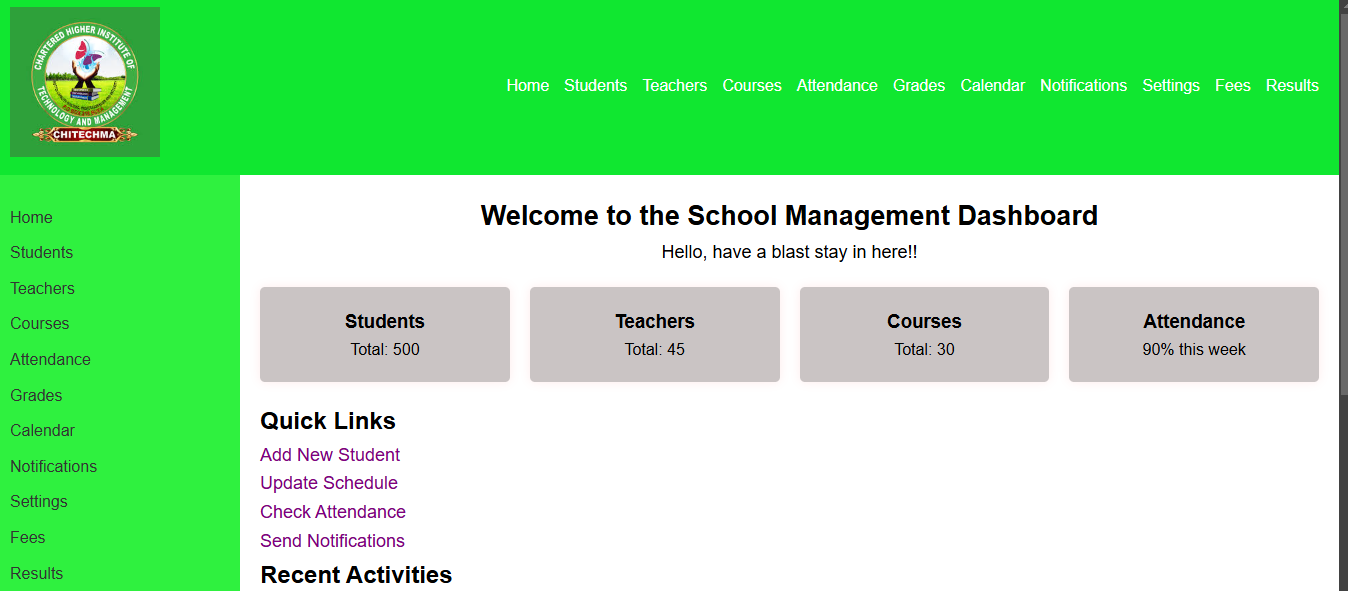 CHARTERED HIGHER INSTITUTE OF
TECHNOLOGY AND MANAGEMENT
CHITECHMA
Home Students Teachers Courses Attendance Grades Calendar Notifications Settings Fees Results
Home
Students
Teachers
Courses
Attendance
Grades
Calendar
Notifications
Settings
Fees
Results
Welcome to the School Management Dashboard
Hello, have a blast stay in here!!
Students
Total: 500
Teachers
Total: 45
Courses
Total: 30
Attendance
90% this week
Quick Links
Add New Student
Update Schedule
Check Attendance
Send Notifications
Recent Activities